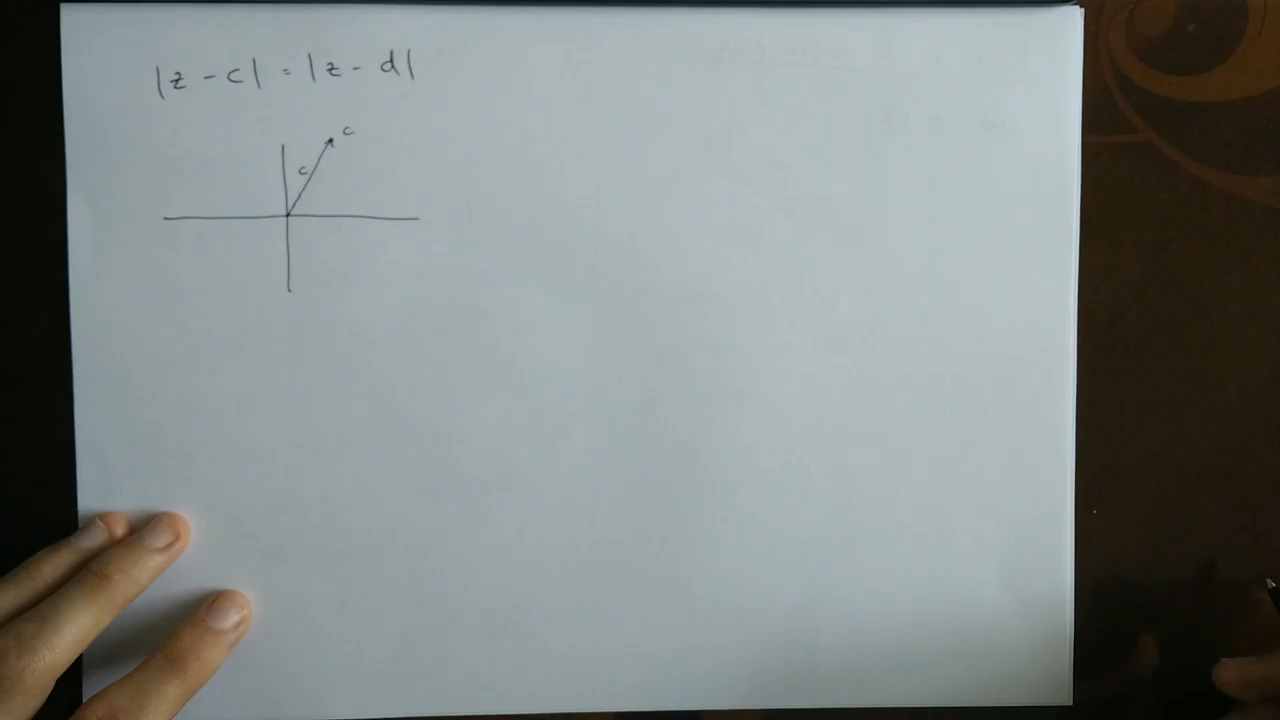 |z - c| = |z - d|
c
c